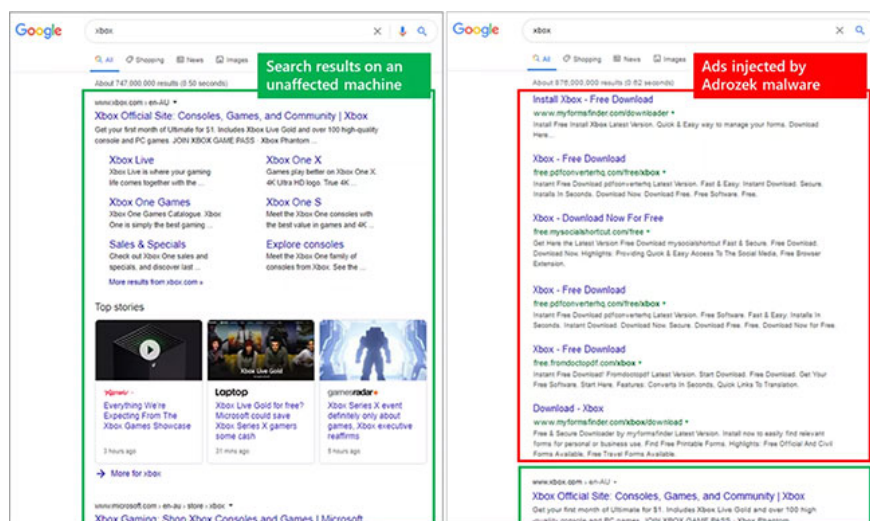 Google
xbox
All Shopping News Images
Search results on an
unaffected machine
About 747,000,000 results (0.50 seconds)
www.xbox.com › en-AU
Xbox Official Site: Consoles, Games, and Community | Xbox
Get your first month of Ultimate for $1. Includes Xbox Live Gold and over 100 high-quality
console and PC games. JOIN XBOX GAME PASS · Xbox Phantom ...
Xbox Live
Xbox Live is where your gaming
life comes together with the ...
Xbox One X
Games play better on Xbox One X.
4K Ultra HD logo. True 4K ...
Xbox One Games
Xbox One Games Catalogue. Xbox
One is simply the best gaming ...
Xbox One S
Meet the Xbox One consoles with
the best value in games and 4K ...
Sales & Specials
Check out Xbox One sales and
specials, and discover last ...
Explore consoles
Meet the Xbox One family of
consoles from Xbox. See the ...
More results from xbox.com »
Top stories
Xbox Live Gold
Everything We're
Expecting From The
Xbox Games Showcase
3 hours ago
Laptop
Xbox Live Gold for free?
Microsoft could save
Xbox Series X gamers
some cash
31 mins ago
gamesradar+
Xbox Series X event
definitely only about
games, Xbox executive
reaffirms
5 hours ago
→ More for xbox
www.microsoft.com › en-au › store › xbox
Xbox Gaming: Shop Xbox Consoles and Games | Microsoft
Google
xbox
All Shopping News Images
Ads injected by
Adrozek malware
results (0.62 seconds)
Install Xbox - Free Download
www.myformsfinder.com/downloader
Install Free Install Xbox Latest Version. Quick & Easy way to manage your forms. Download
Here...
Xbox - Free Download
free.pdfconverterhq.com/free/xbox
Instant Free Download pdfconverterhq Latest Version. Fast & Easy. Instant Download. Secure.
Installs In Seconds. Download Now. Download Free. Free Software. Free.
Xbox - Download Now For Free
free.mysocialshortcut.com/free
Get Here the Latest Version Free Download mysocialshortcut Fast & Secure. Free Download.
Download Now. Highlights: Providing Quick & Easy Access To The Social Media, Free Browser
Extension.
Xbox - Free Download
free.pdfconverterhq.com/free/xbox
Instant Free Download pdfconverterhq Latest Version. Free Software. Fast & Easy. Installs In
Seconds. Instant Download. Download Now. Secure. Download Free. Free, Download Now for Free.
Xbox - Free Download
free.fromdoctopdf.com/xbox
Instant Free Download! Fromdoctopdf Latest Version. Start Download. Free Download. Get Your
Free Software. Start Here. Features: Converts In Seconds, Quick Links To Translation.
Download - Xbox
www.myformsfinder.com/xbox/download
Free & Secure Downloader by myformsfinder Latest Version. Install now to easily find relevant
forms for personal or business use. Find Free Printable Forms. Highlights: Free Official And Civil
Forms Available, Free Travel Forms Available.
www.xbox.com › en-AU
Xbox Official Site: Consoles, Games, and Community | Xbox
Get your first month of Ultimate for $1. Includes Xbox Live Gold and over 100 high